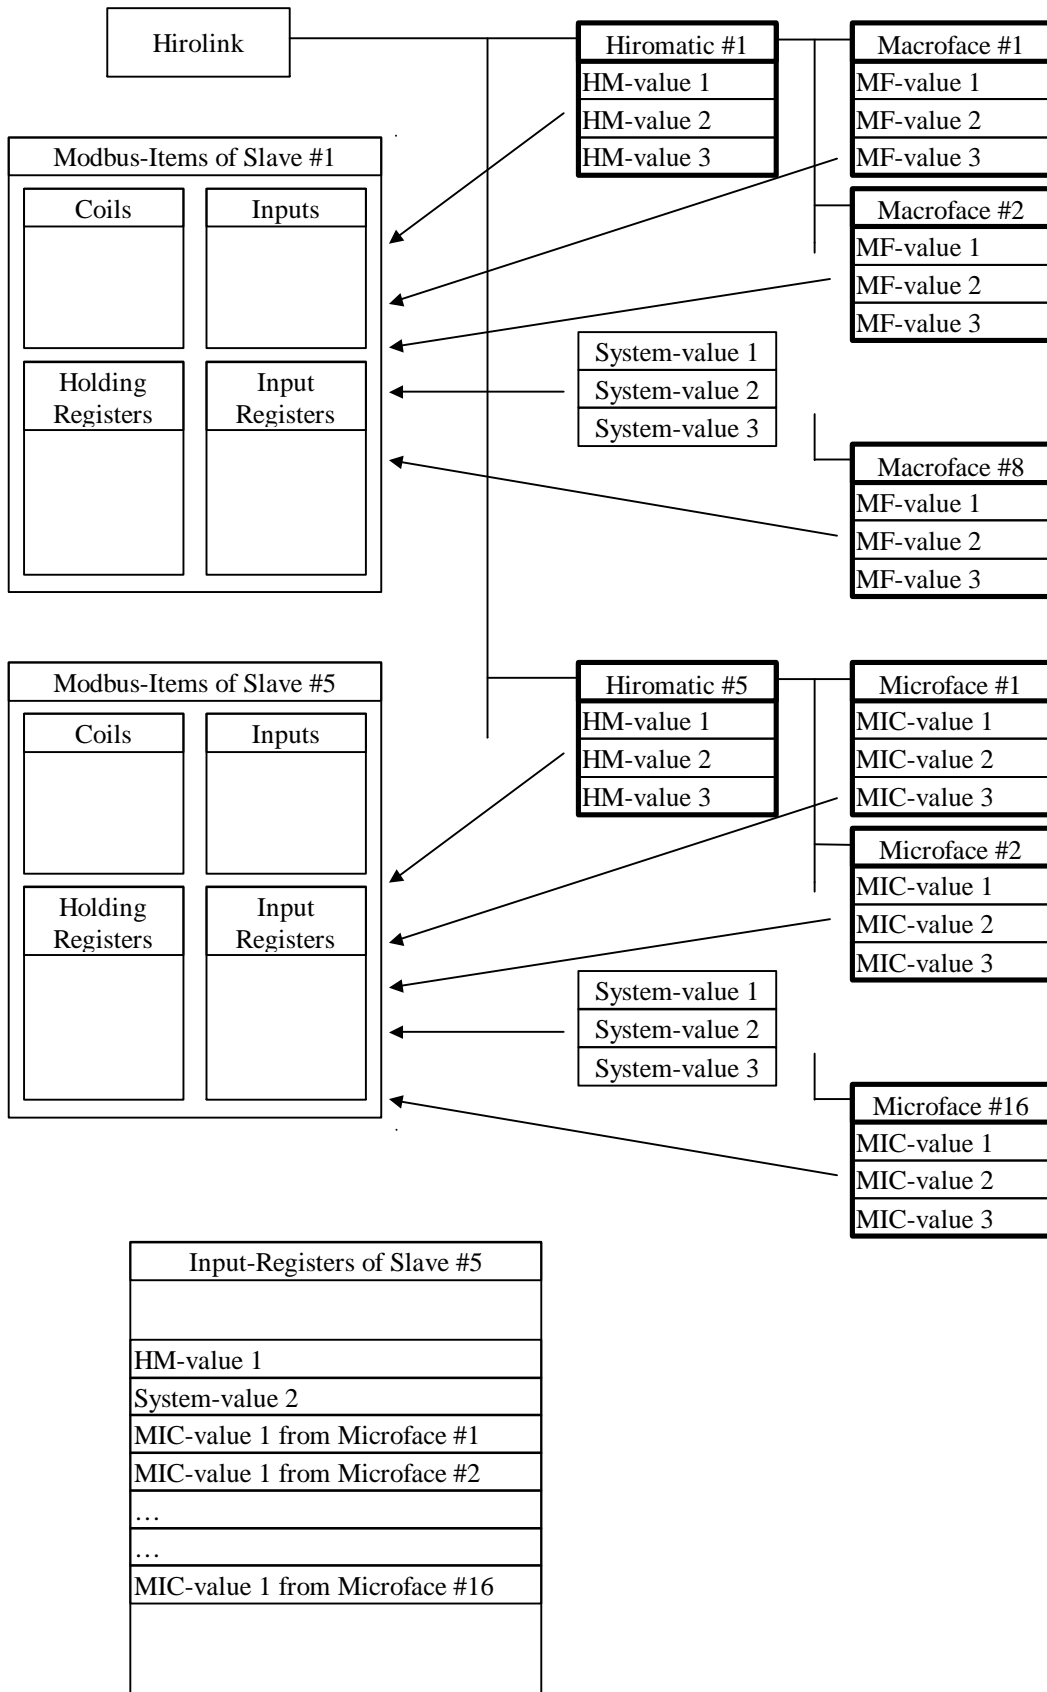 Hirolink
Hiromatic #1
HM-value 1
HM-value 2
HM-value 3
Macroface #1
MF-value 1
MF-value 2
MF-value 3
Modbus-Items of Slave #1
Coils
Inputs
Holding
Registers
Input
Registers
Macroface #2
MF-value 1
MF-value 2
MF-value 3
System-value 1
System-value 2
System-value 3
Macroface #8
MF-value 1
MF-value 2
MF-value 3
Modbus-Items of Slave #5
Coils
Inputs
Holding
Registers
Input
Registers
Hiromatic #5
HM-value 1
HM-value 2
HM-value 3
Microface #1
MIC-value 1
MIC-value 2
MIC-value 3
Microface #2
MIC-value 1
MIC-value 2
MIC-value 3
System-value 1
System-value 2
System-value 3
Microface #16
MIC-value 1
MIC-value 2
MIC-value 3
Input-Registers of Slave #5
HM-value 1
System-value 2
MIC-value 1 from Microface #1
MIC-value 1 from Microface #2
…
…
MIC-value 1 from Microface #16